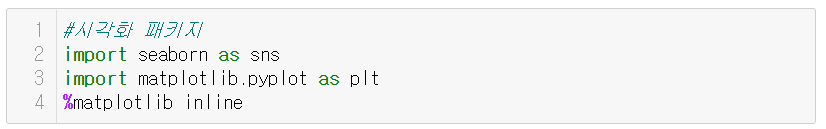 1 #시각화 패키지
2 import seaborn as sns
3 import matplotlib.pyplot as plt
4 %matplotlib inline